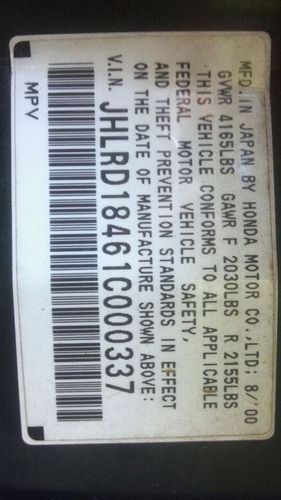 MFD. IN JAPAN BY HONDA MOTOR CO.,LTD; 8/'00
GVWR 4165LBS GAWR F 2030LBS R 2155LBS
THIS VEHICLE CONFORMS TO ALL APPLICABLE
FEDERAL MOTOR VEHICLE SAFETY,
AND THEFT PREVENTION STANDARDS IN EFFECT
ON THE DATE OF MANUFACTURE SHOWN ABOVE:
V.I.N. JHLRD18461C000337
MPV